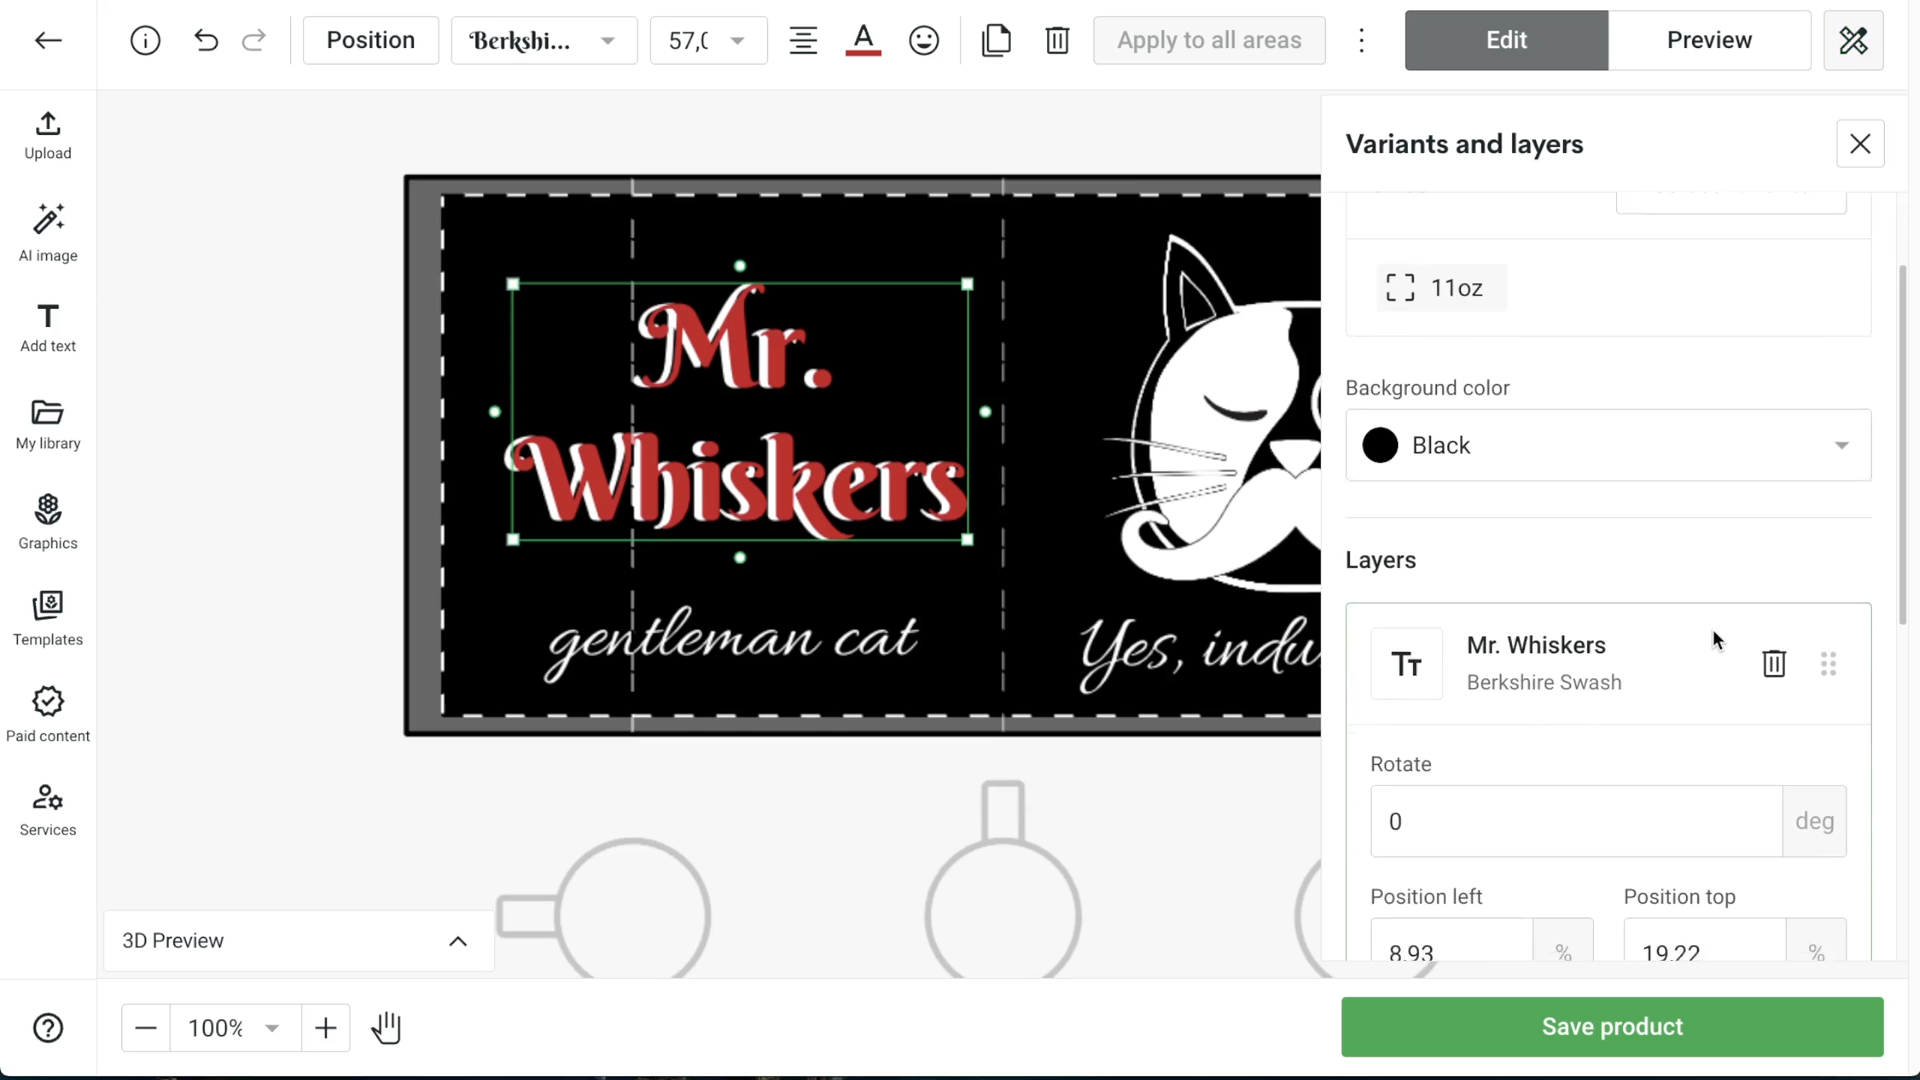 Position
Berkshi...
57,0
A
Apply to all areas
Edit
Preview
Upload
AI image
Add text
My library
Graphics
Templates
Paid content
Services
Mr.
Whiskers
gentleman cat
Yes, indu
Variants and layers
11oz
Background color
Black
Layers
Tт
Mr. Whiskers
Berkshire Swash
Rotate
0
deg
Position left
Position top
8.93
%
19.22
%
3D Preview
100%
Save product